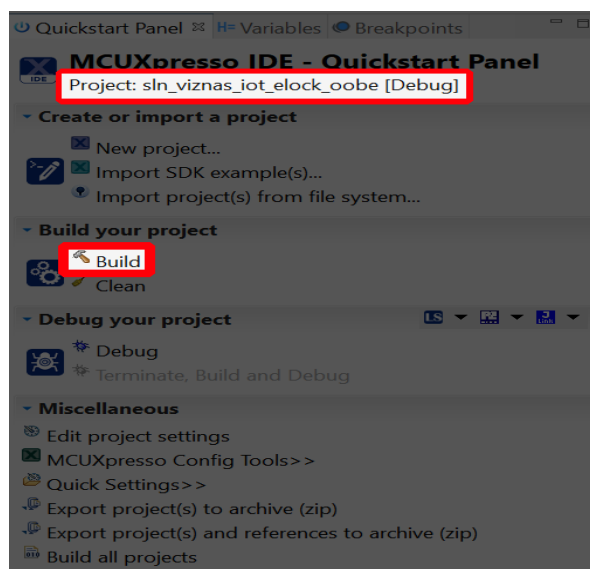 Quickstart Panel Variables Breakpoints
MCUXpresso IDE - Quickstart Panel
IDE
Project: sln_viznas_iot_elock_oobe [Debug]
Create or import a project
New project...
Import SDK example(s)...
Import project(s) from file system...
Build your project
Build
Clean
Debug your project
LS
Debug
Terminate, Build and Debug
Miscellaneous
Edit project settings
MCUXpresso Config Tools>>
Quick Settings>>
Export project(s) to archive (zip)
Export project(s) and references to archive (zip)
Build all projects